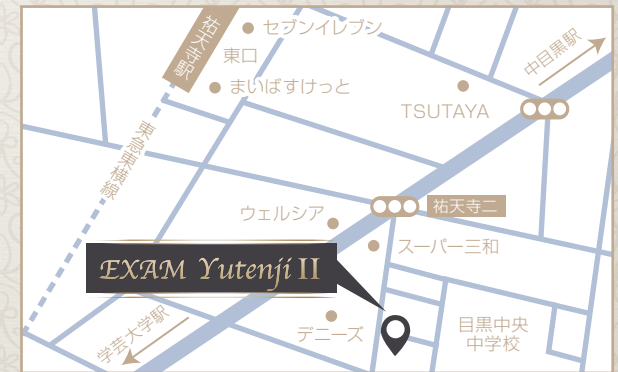 祐天寺駅
セブンイレブン
東口
まいばすけっと
中目黒駅
TSUTAYA
東急東横線
ウェルシア
祐天寺二
スーパー三和
EXAM Yutenji II
学芸大学駅
デニーズ
目黒中央
中学校